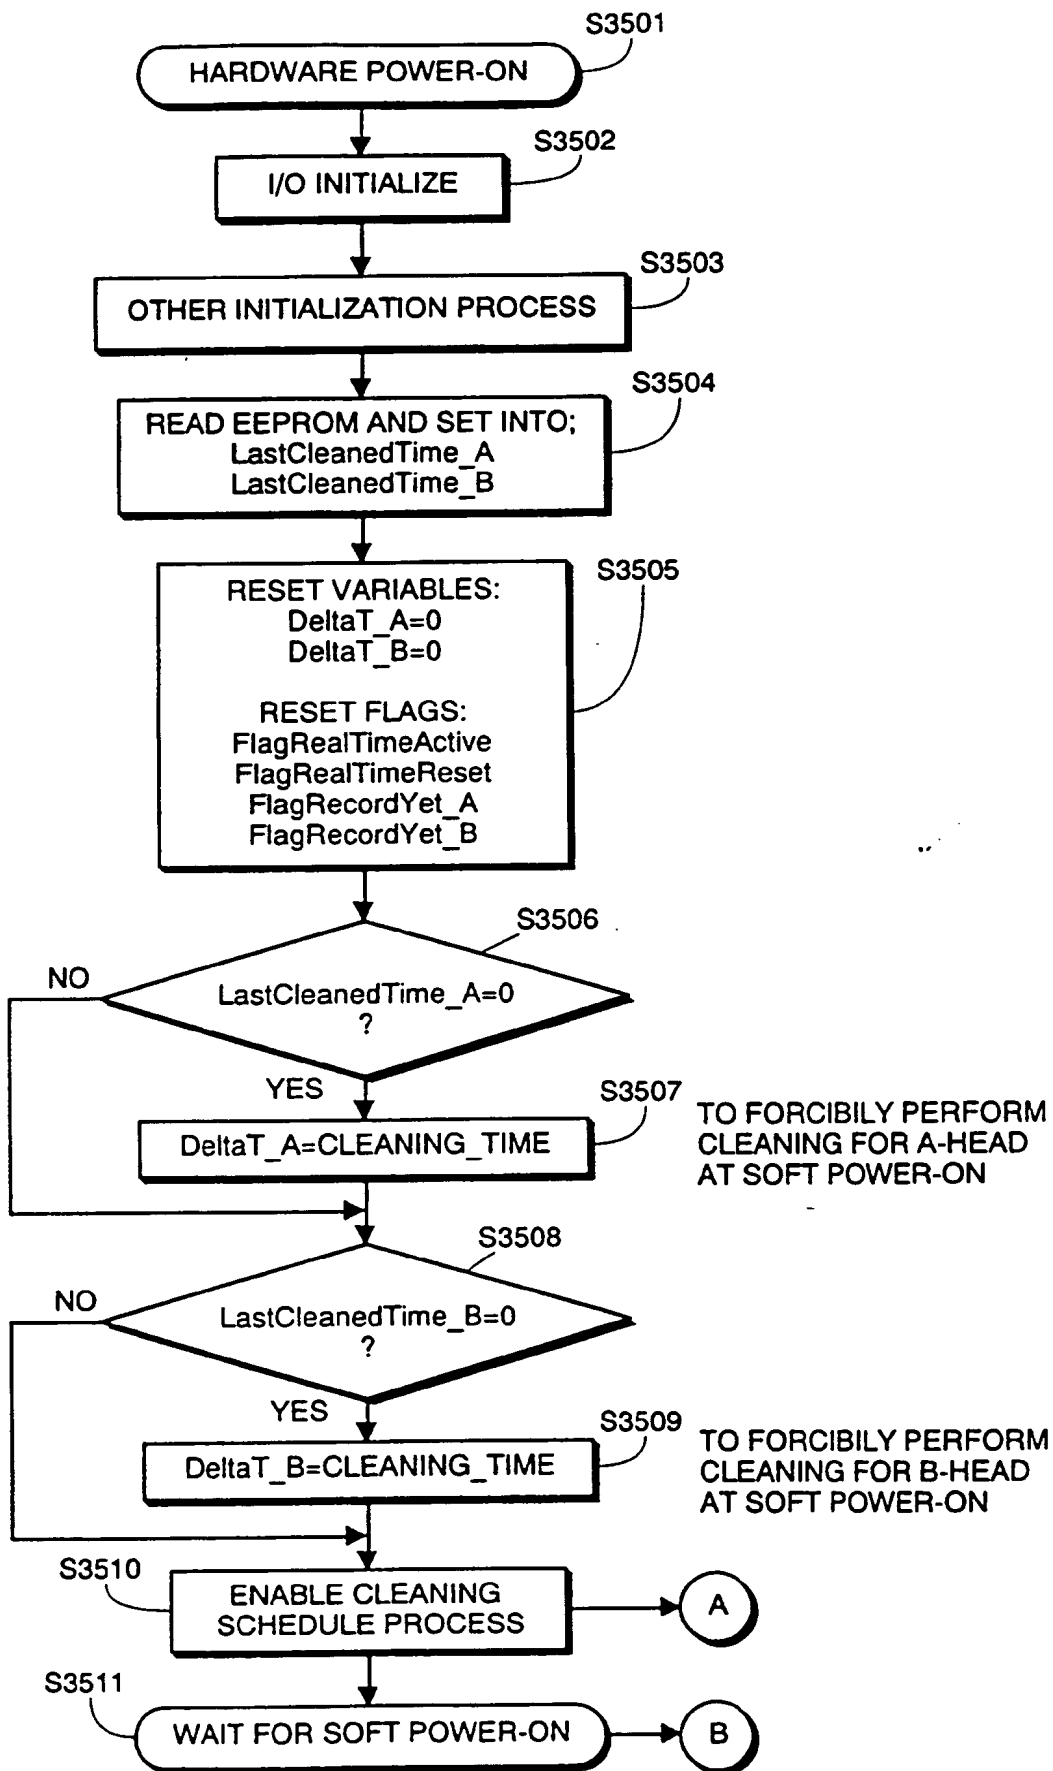 S3501
HARDWARE POWER-ON
S3502
I/O INITIALIZE
S3503
OTHER INITIALIZATION PROCESS
S3504
READ EEPROM AND SET INTO;
LastCleanedTime_A
LastCleanedTime_B
S3505
RESET VARIABLES:
DeltaT_A=0
DeltaT_B=0
RESET FLAGS:
FlagRealTimeActive
FlagRealTimeReset
FlagRecordYet_A
FlagRecordYet_B
S3506
NO
LastCleanedTime_A=0
?
YES
S3507
DeltaT_A=CLEANING_TIME
TO FORCIBILY PERFORM
CLEANING FOR A-HEAD
AT SOFT POWER-ON
S3508
NO
LastCleanedTime_B=0
?
YES
S3509
DeltaT_B=CLEANING_TIME
TO FORCIBILY PERFORM
CLEANING FOR B-HEAD
AT SOFT POWER-ON
S3510
ENABLE CLEANING
SCHEDULE PROCESS
A
S3511
WAIT FOR SOFT POWER-ON
B